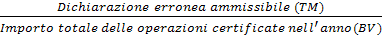 Dichiarazione erronea ammissibile (TM)
Importo totale delle operazioni certificate nell'anno(BV)